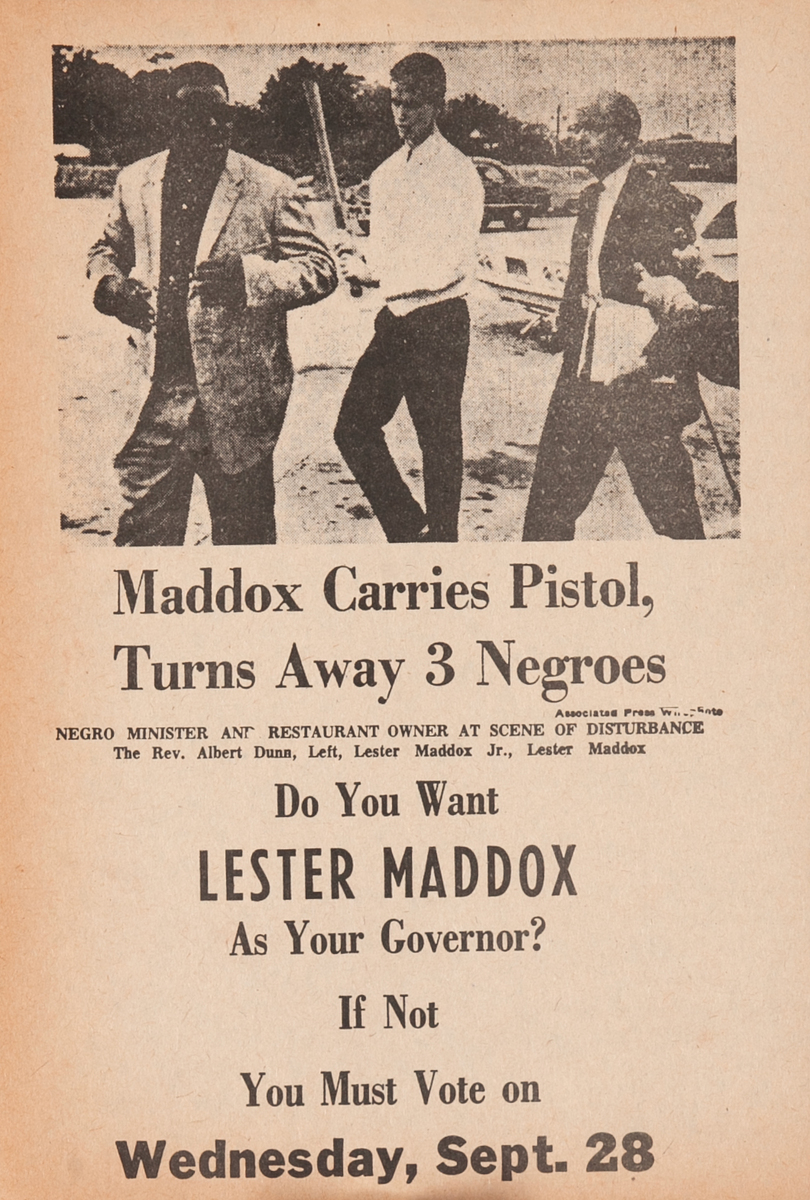 Maddox Carries Pistol,
Turns Away 3 Negroes
Associated Press
NEGRO MINISTER AND RESTAURANT OWNER AT SCENE OF DISTURBANCE
The Rev. Albert Dunn, Left, Lester Maddox Jr., Lester Maddox
Do You Want
LESTER MADDOX
As Your Governor?
If Not
You Must Vote on
Wednesday, Sept. 28